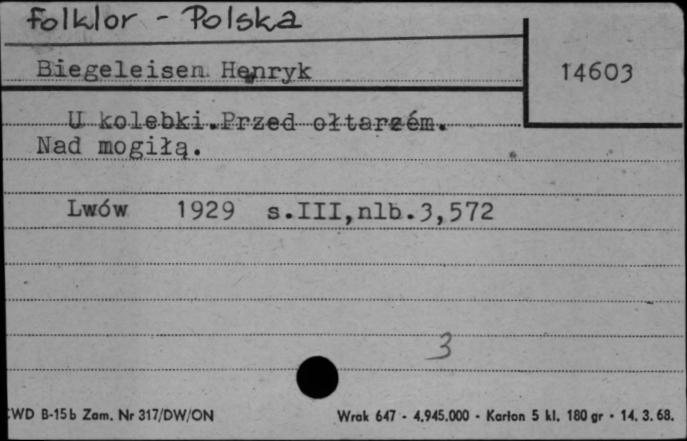 Folklor - Polska
Biegeleisen Henryk
14603
U kolebki.Przed ołtarzém.
Nad mogiłą.
Lwów 1929 s.III,nlb.3,572
3
WD B-15b Zam. Nr 317/DW/ON
Wrak 647 - 4.945.000 - Karton 5 kl. 180 gr - 14. 3. 68.